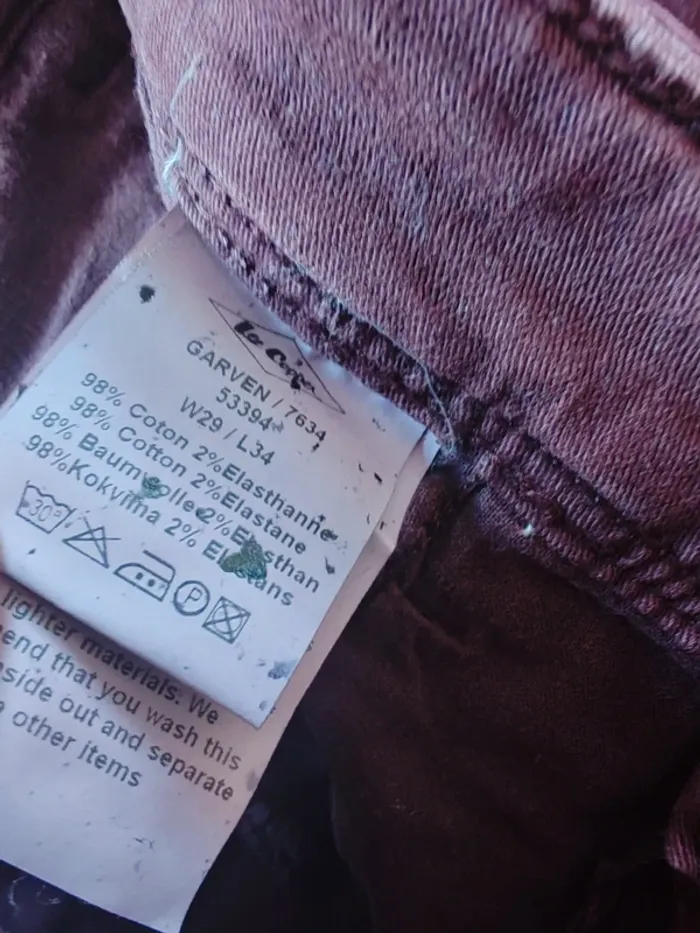 Lee Cooper
GARVEN / 7634
53394
W29 / L34
98% Coton 2%Elasthanne
98% Cotton 2%Elastane
98% Baumwolle 2%Elasthan
98%Kokvilna 2% Elastans
30°
P
lighter materials. We
end that you wash this
side out and separate
other items